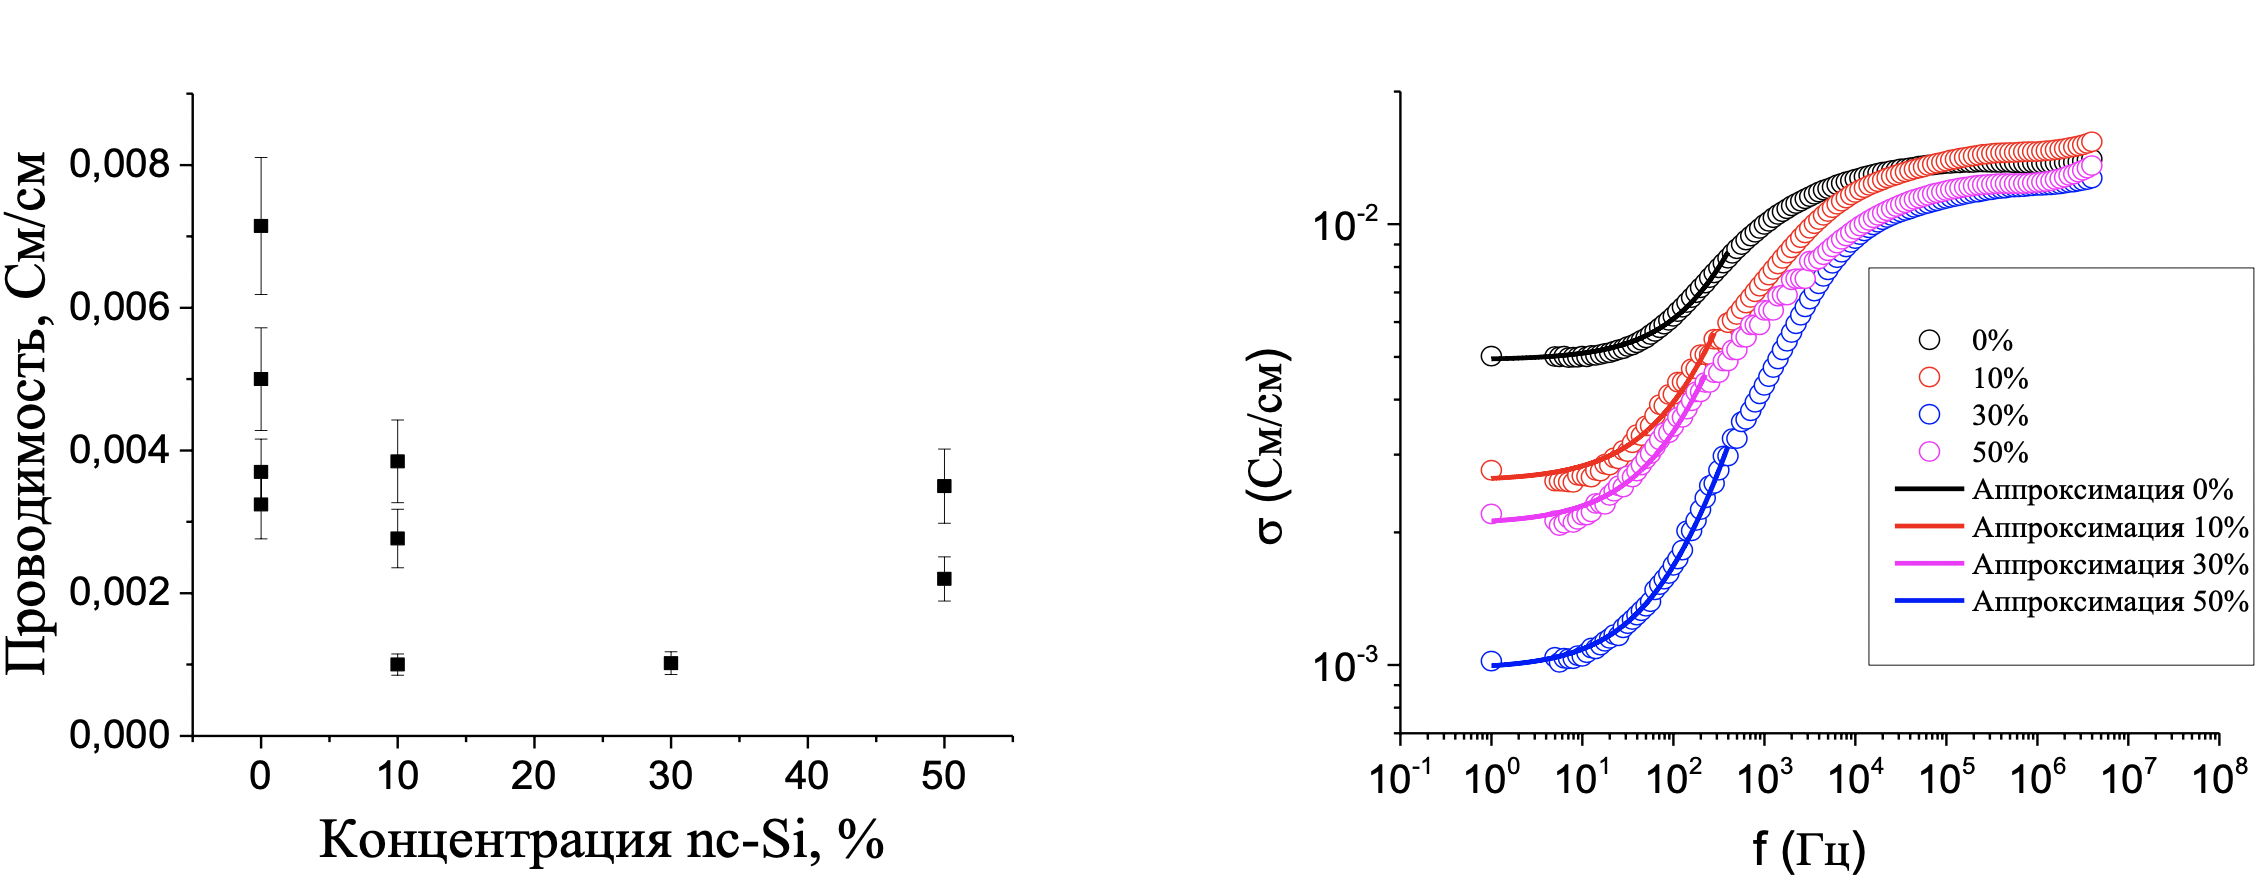 Проводимость, См/см
0,008
0,006
0,004
0,002
0,000
0 10 20 30 40 50
Концентрация nc-Si, %
σ (См/см)
10⁻²
10⁻³
10⁻¹ 10⁰ 10¹ 10² 10³ 10⁴ 10⁵ 10⁶ 10⁷ 10⁸
f (Гц)
0%
10%
30%
50%
Аппроксимация 0%
Аппроксимация 10%
Аппроксимация 30%
Аппроксимация 50%